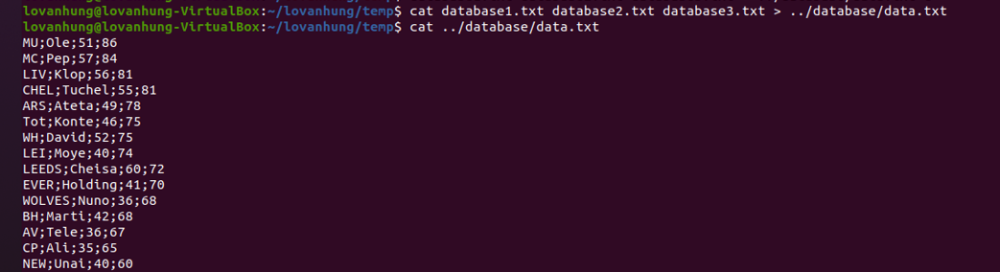 lovanhung@lovanhung-VirtualBox:~/lovanhung/temp$ cat database1.txt database2.txt database3.txt > ../database/data.txt
lovanhung@lovanhung-VirtualBox:~/lovanhung/temp$ cat ../database/data.txt
MU;Ole;51;86
MC;Pep;57;84
LIV;Klop;56;81
CHEL;Tuchel;55;81
ARS;Ateta;49;78
Tot;Konte;46;75
WH;David;52;75
LEI;Moye;40;74
LEEDS;Cheisa;60;72
EVER;Holding;41;70
WOLVES;Nuno;36;68
BH;Marti;42;68
AV;Tele;36;67
CP;Ali;35;65
NEW;Unai;40;60